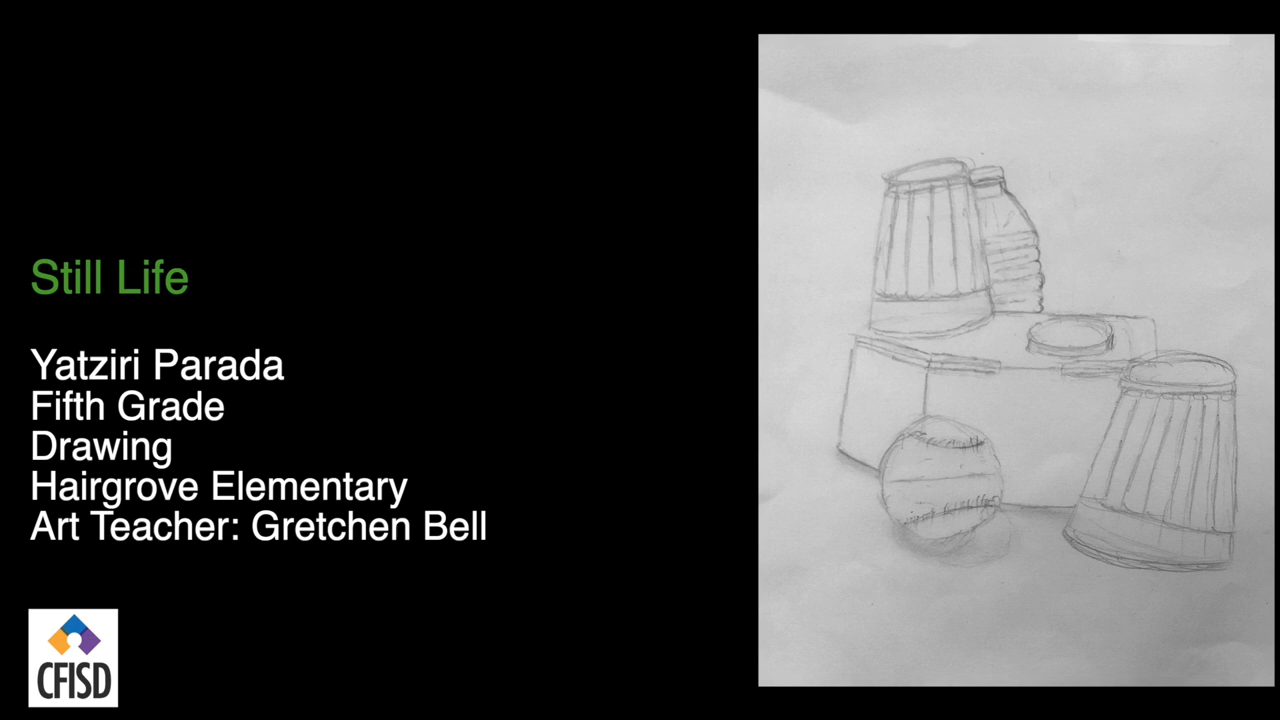 Still Life
Yatziri Parada
Fifth Grade
Drawing
Hairgrove Elementary
Art Teacher: Gretchen Bell
CFISD